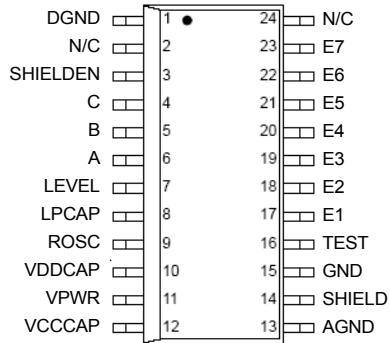 DGND 1 24 N/C
N/C 2 23 E7
SHIELDEN 3 22 E6
C 4 21 E5
B 5 20 E4
A 6 19 E3
LEVEL 7 18 E2
LPCAP 8 17 E1
ROSC 9 16 TEST
VDDCAP 10 15 GND
VPWR 11 14 SHIELD
VCCCAP 12 13 AGND